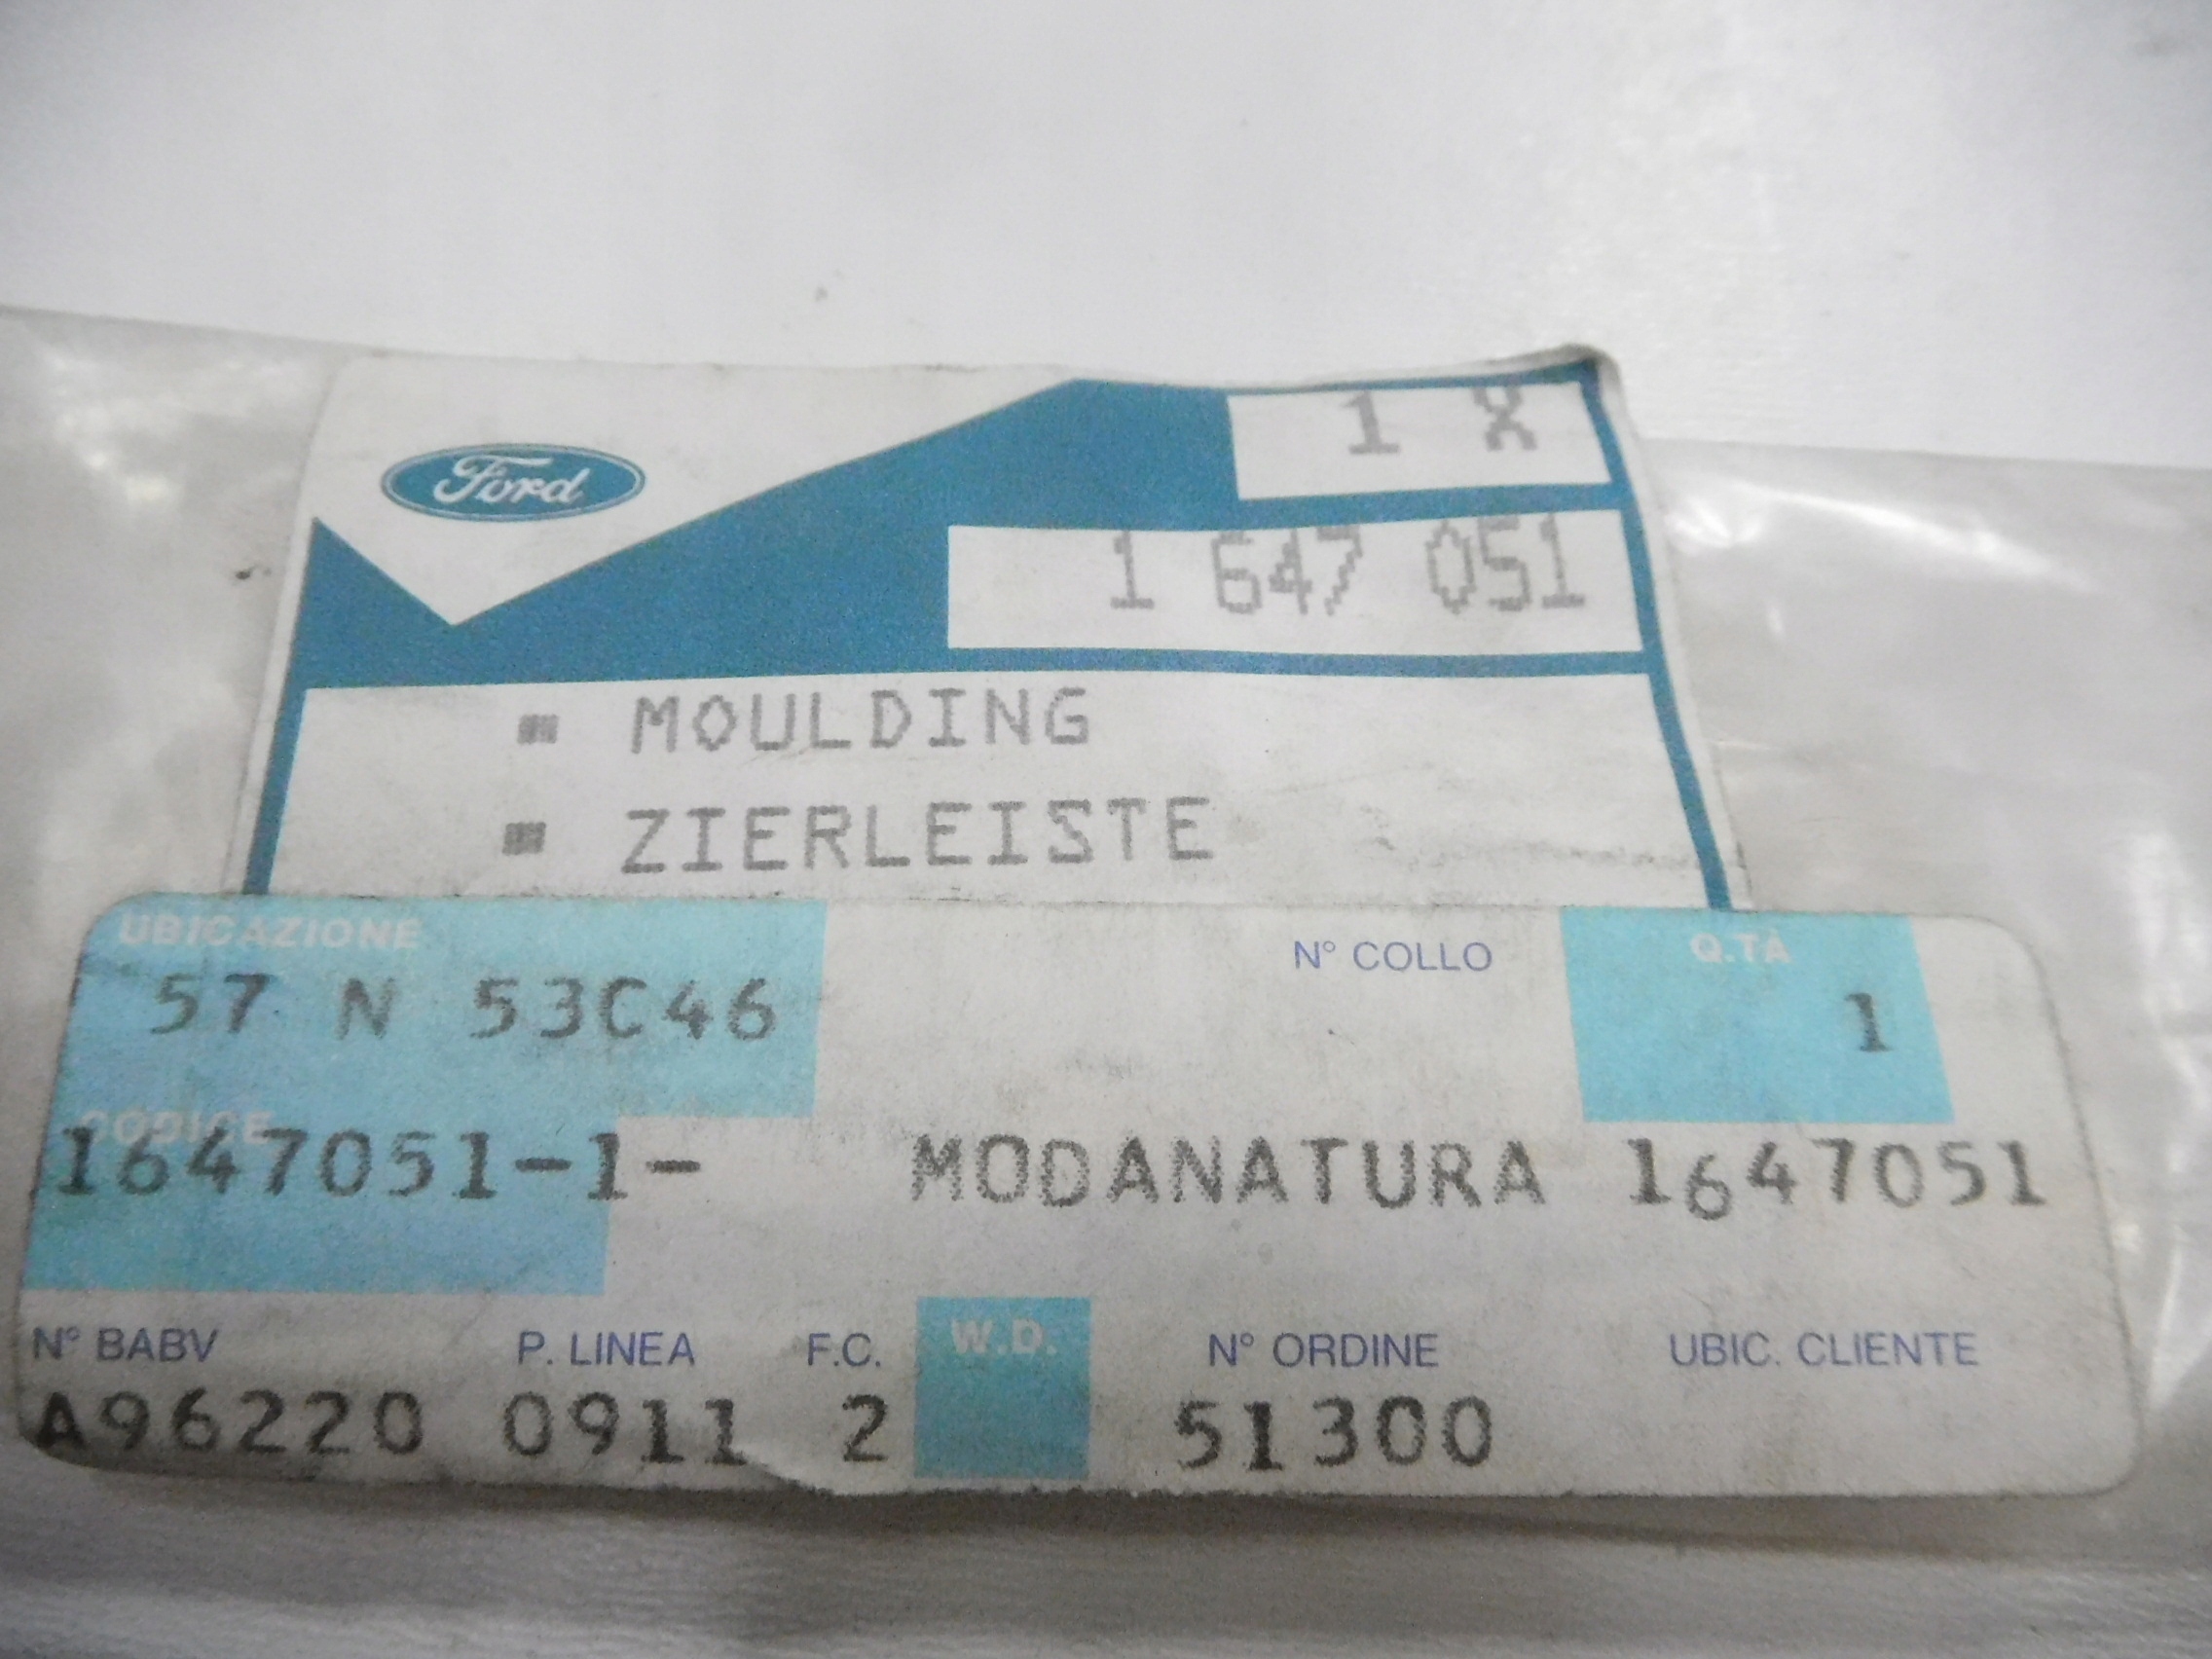 Ford
1 X
1 647 051
MOULDING
ZIERLEISTE
UBICAZIONE
N° COLLO
Q.TÀ
57 N 53C46
1
CODICE
1647051-1-
MODANATURA 1647051
N° BABV
P. LINEA
F.C.
W.D.
N° ORDINE
UBIC. CLIENTE
A96220 0911 2
51300